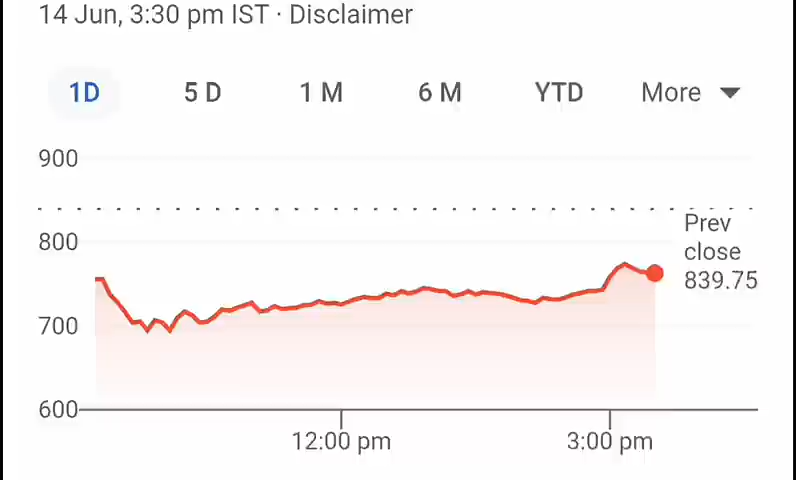 14 Jun, 3:30 pm IST · Disclaimer
1D 5 D 1 M 6 M YTD More
900
Prev
800
close
839.75
700
600
12:00 pm 3:00 pm